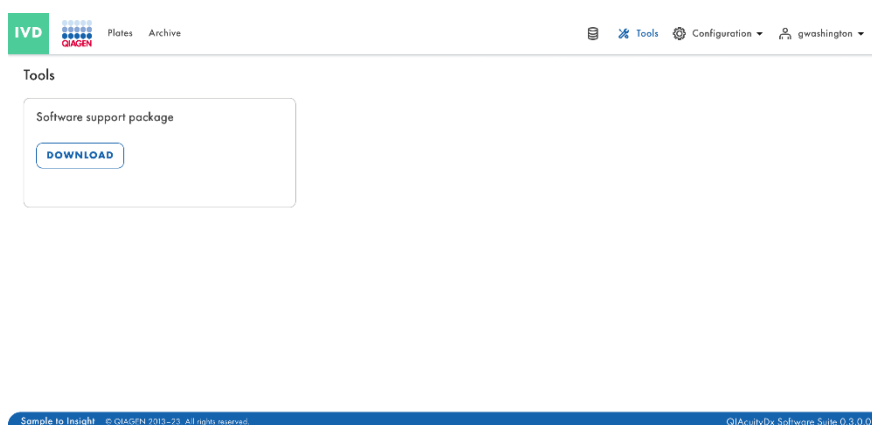 IVD QIAGEN Plates Archive Tools Configuration gwashington
Tools
Software support package
DOWNLOAD
Sample to Insight © QIAGEN 2013–23. All rights reserved. QIAcuityDx Software Suite 0.3.0.0